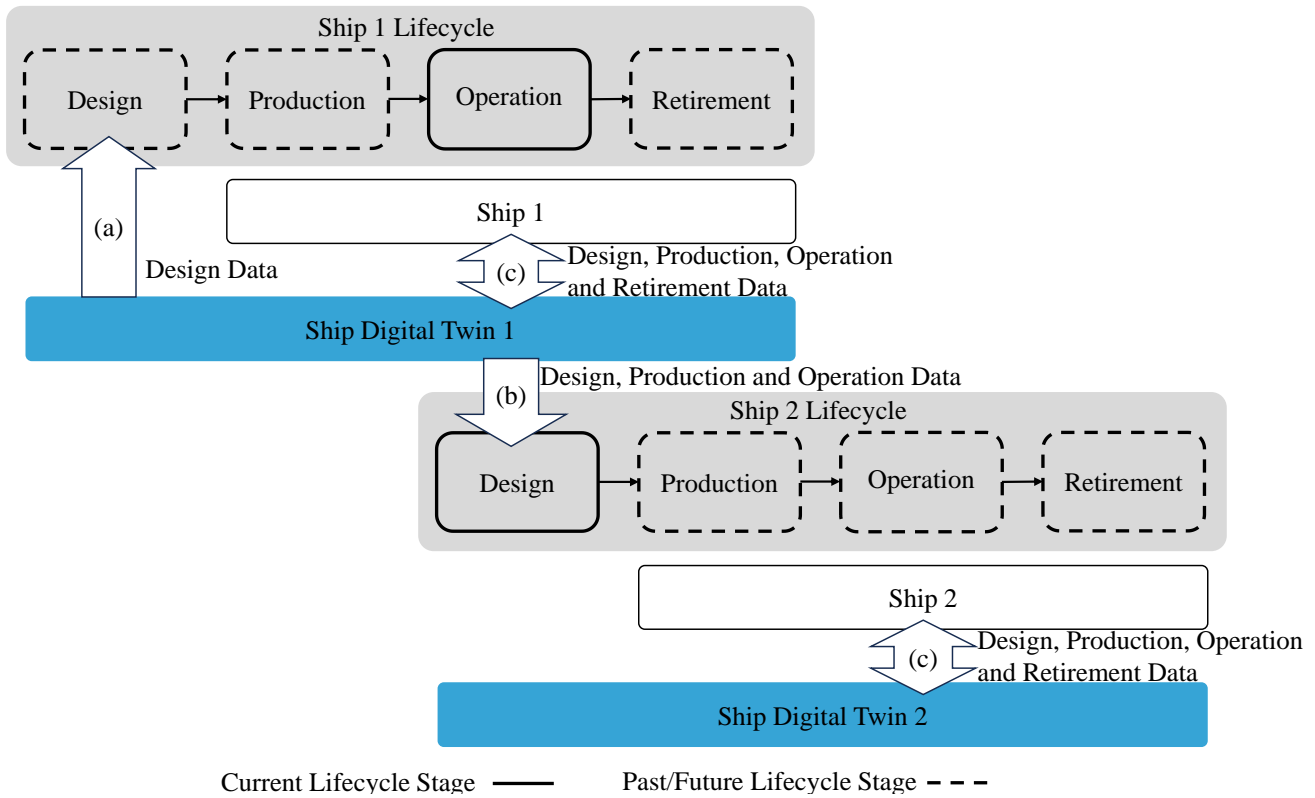 Ship 1 Lifecycle
Design
Production
Operation
Retirement
(a)
Ship 1
Design Data
(c)
Design, Production, Operation
and Retirement Data
Ship Digital Twin 1
(b)
Design, Production and Operation Data
Ship 2 Lifecycle
Design
Production
Operation
Retirement
Ship 2
(c)
Design, Production, Operation
and Retirement Data
Ship Digital Twin 2
Current Lifecycle Stage
Past/Future Lifecycle Stage